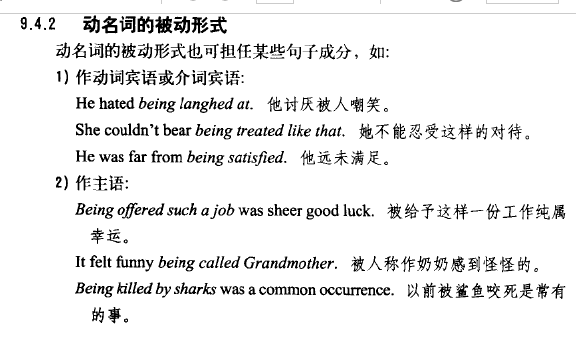 9.4.2 动名词的被动形式
动名词的被动形式也可担任某些句子成分，如:
1) 作动词宾语或介词宾语:
He hated being langhed at. 他讨厌被人嘲笑。
She couldn't bear being treated like that. 她不能忍受这样的对待。
He was far from being satisfied. 他远未满足。
2) 作主语:
Being offered such a job was sheer good luck. 被给予这样一份工作纯属
幸运。
It felt funny being called Grandmother. 被人称作奶奶感到怪怪的。
Being killed by sharks was a common occurrence. 以前被鲨鱼咬死是常有
的事。